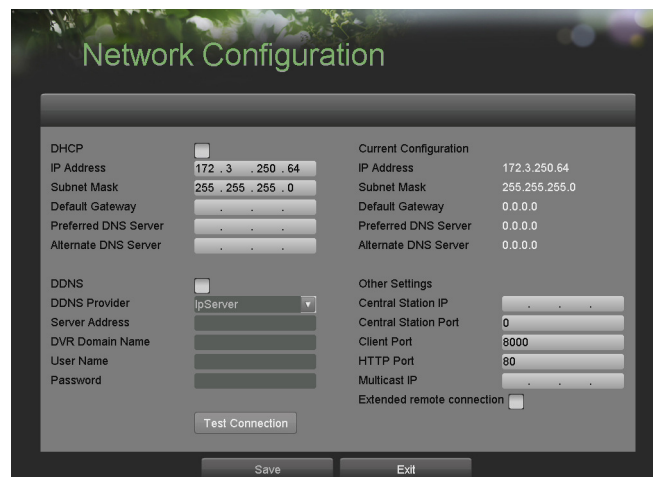 Network Configuration
DHCP
IP Address 172 . 3 . 250 . 64
Subnet Mask 255 . 255 . 255 . 0
Default Gateway . . .
Preferred DNS Server . . .
Alternate DNS Server . . .
DDNS
DDNS Provider IpServer
Server Address
DVR Domain Name
User Name
Password
Test Connection
Current Configuration
IP Address 172.3.250.64
Subnet Mask 255.255.255.0
Default Gateway 0.0.0.0
Preferred DNS Server 0.0.0.0
Alternate DNS Server 0.0.0.0
Other Settings
Central Station IP . . .
Central Station Port 0
Client Port 8000
HTTP Port 80
Multicast IP . . .
Extended remote connection
Save Exit